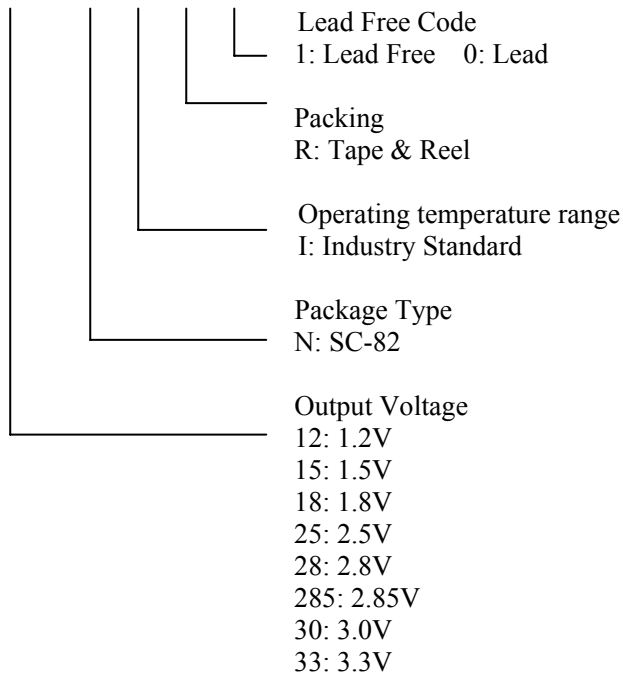 Lead Free Code
1: Lead Free 0: Lead
Packing
R: Tape & Reel
Operating temperature range
I: Industry Standard
Package Type
N: SC-82
Output Voltage
12: 1.2V
15: 1.5V
18: 1.8V
25: 2.5V
28: 2.8V
285: 2.85V
30: 3.0V
33: 3.3V